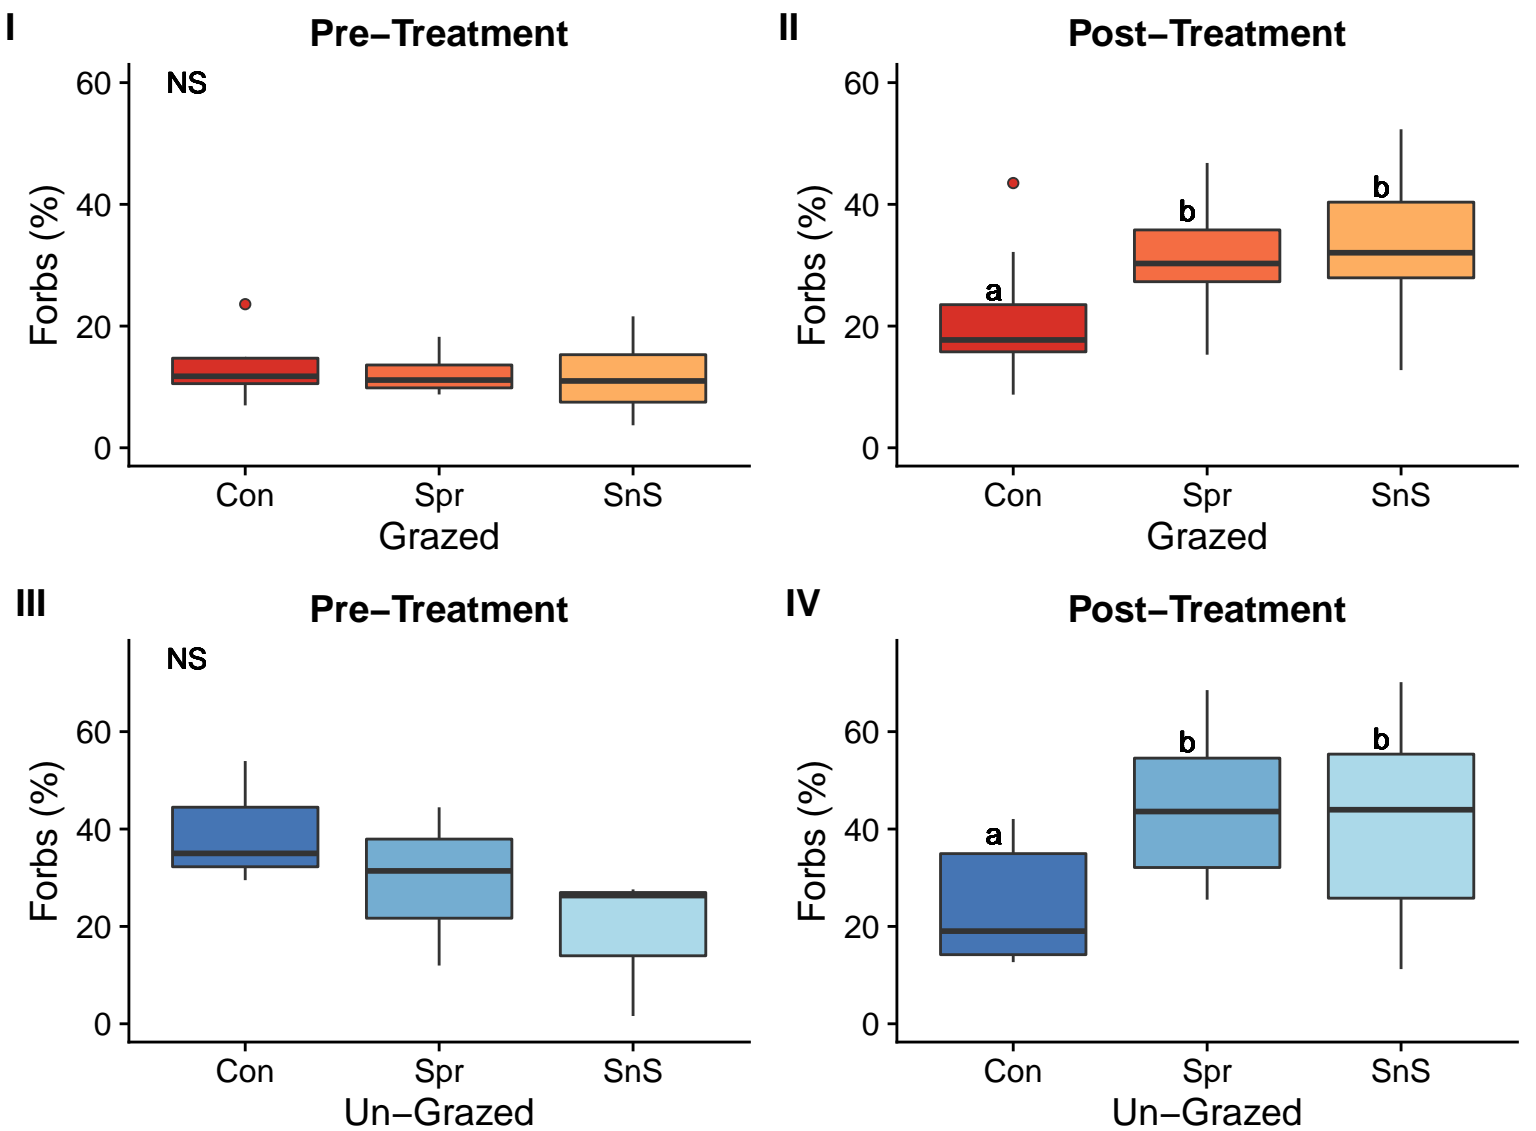 I
Pre−Treatment
NS
60
40
20
0
Forbs (%)
Con Spr SnS
Grazed
II
Post−Treatment
60
40
20
0
Forbs (%)
a
b
b
Con Spr SnS
Grazed
III
Pre−Treatment
NS
60
40
20
0
Forbs (%)
Con Spr SnS
Un−Grazed
IV
Post−Treatment
60
40
20
0
Forbs (%)
a
b
b
Con Spr SnS
Un−Grazed